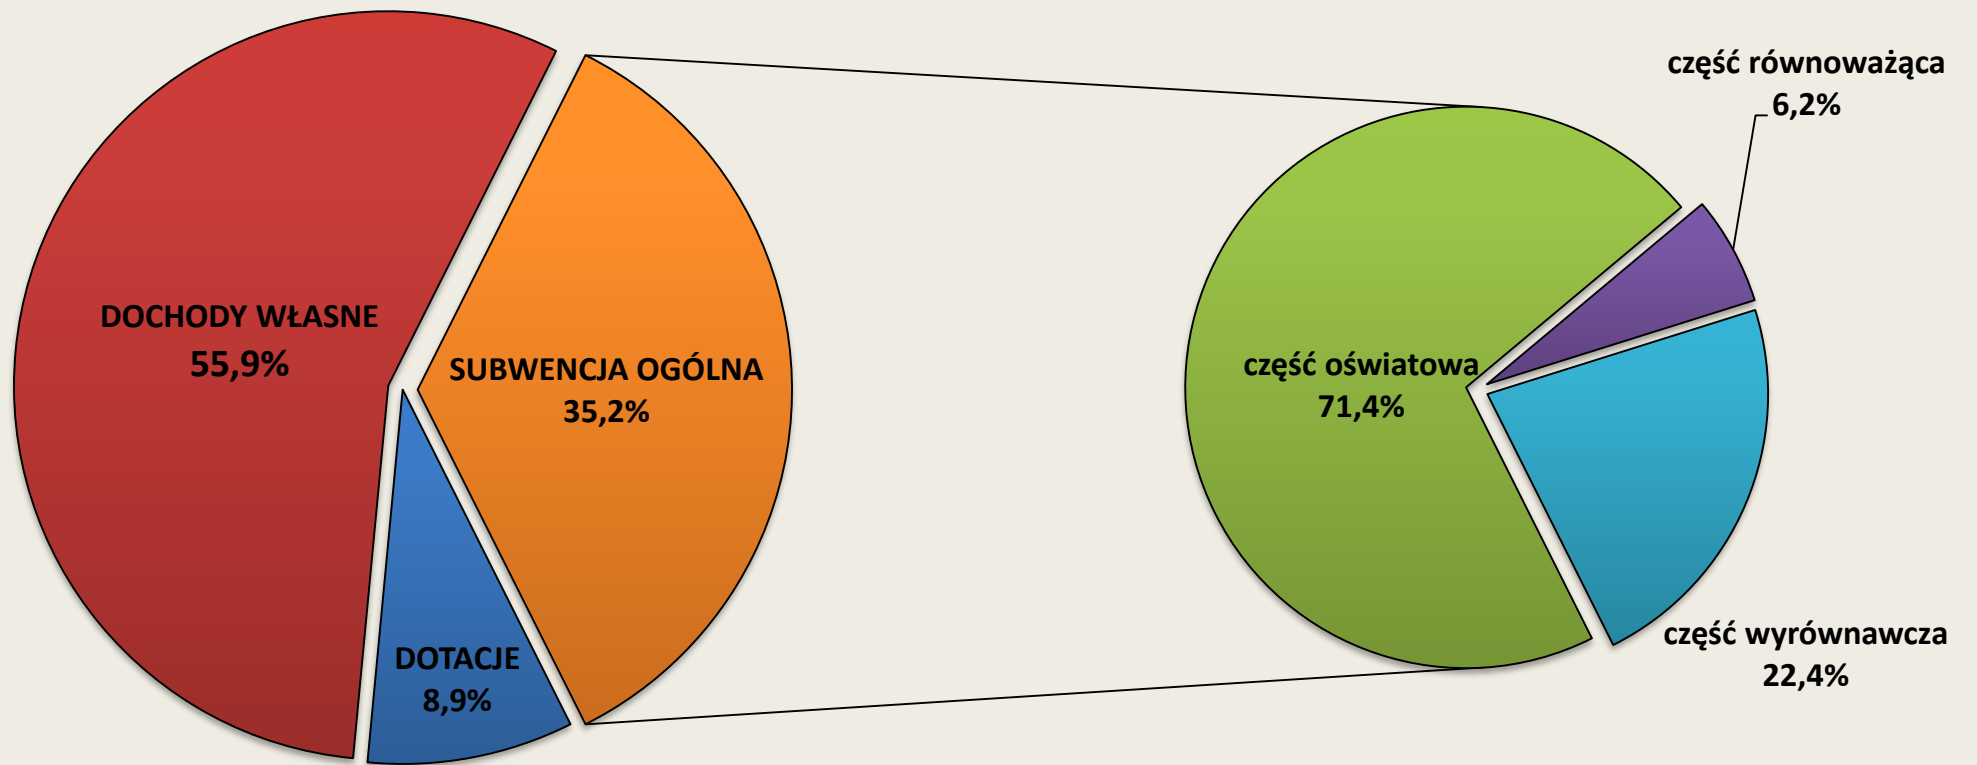 DOCHODY WŁASNE
55,9%
SUBWENCJA OGÓLNA
35,2%
DOTACJE
8,9%
część oświatowa
71,4%
część równoważąca
6,2%
część wyrównawcza
22,4%